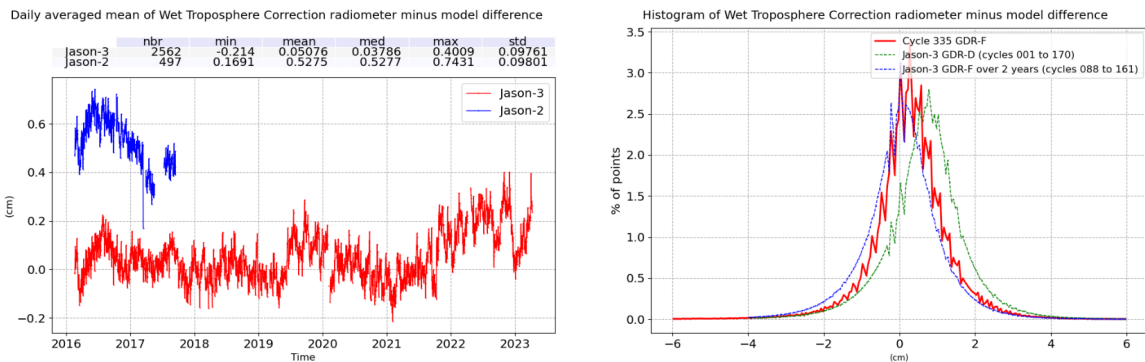 Daily averaged mean of Wet Troposphere Correction radiometer minus model difference
nbr min mean med max std
Jason-3 2562 -0.214 0.05076 0.03786 0.4009 0.09761
Jason-2 497 0.1691 0.5275 0.5277 0.7431 0.09801
Jason-3
Jason-2
0.6
0.4
0.2
0.0
−0.2
(cm)
2016 2017 2018 2019 2020 2021 2022 2023
Time
Histogram of Wet Troposphere Correction radiometer minus model difference
Cycle 335 GDR-F
Jason-3 GDR-D (cycles 001 to 170)
Jason-3 GDR-F over 2 years (cycles 088 to 161)
3.5
3.0
2.5
2.0
1.5
1.0
0.5
0.0
% of points
−6 −4 −2 0 2 4 6
(cm)